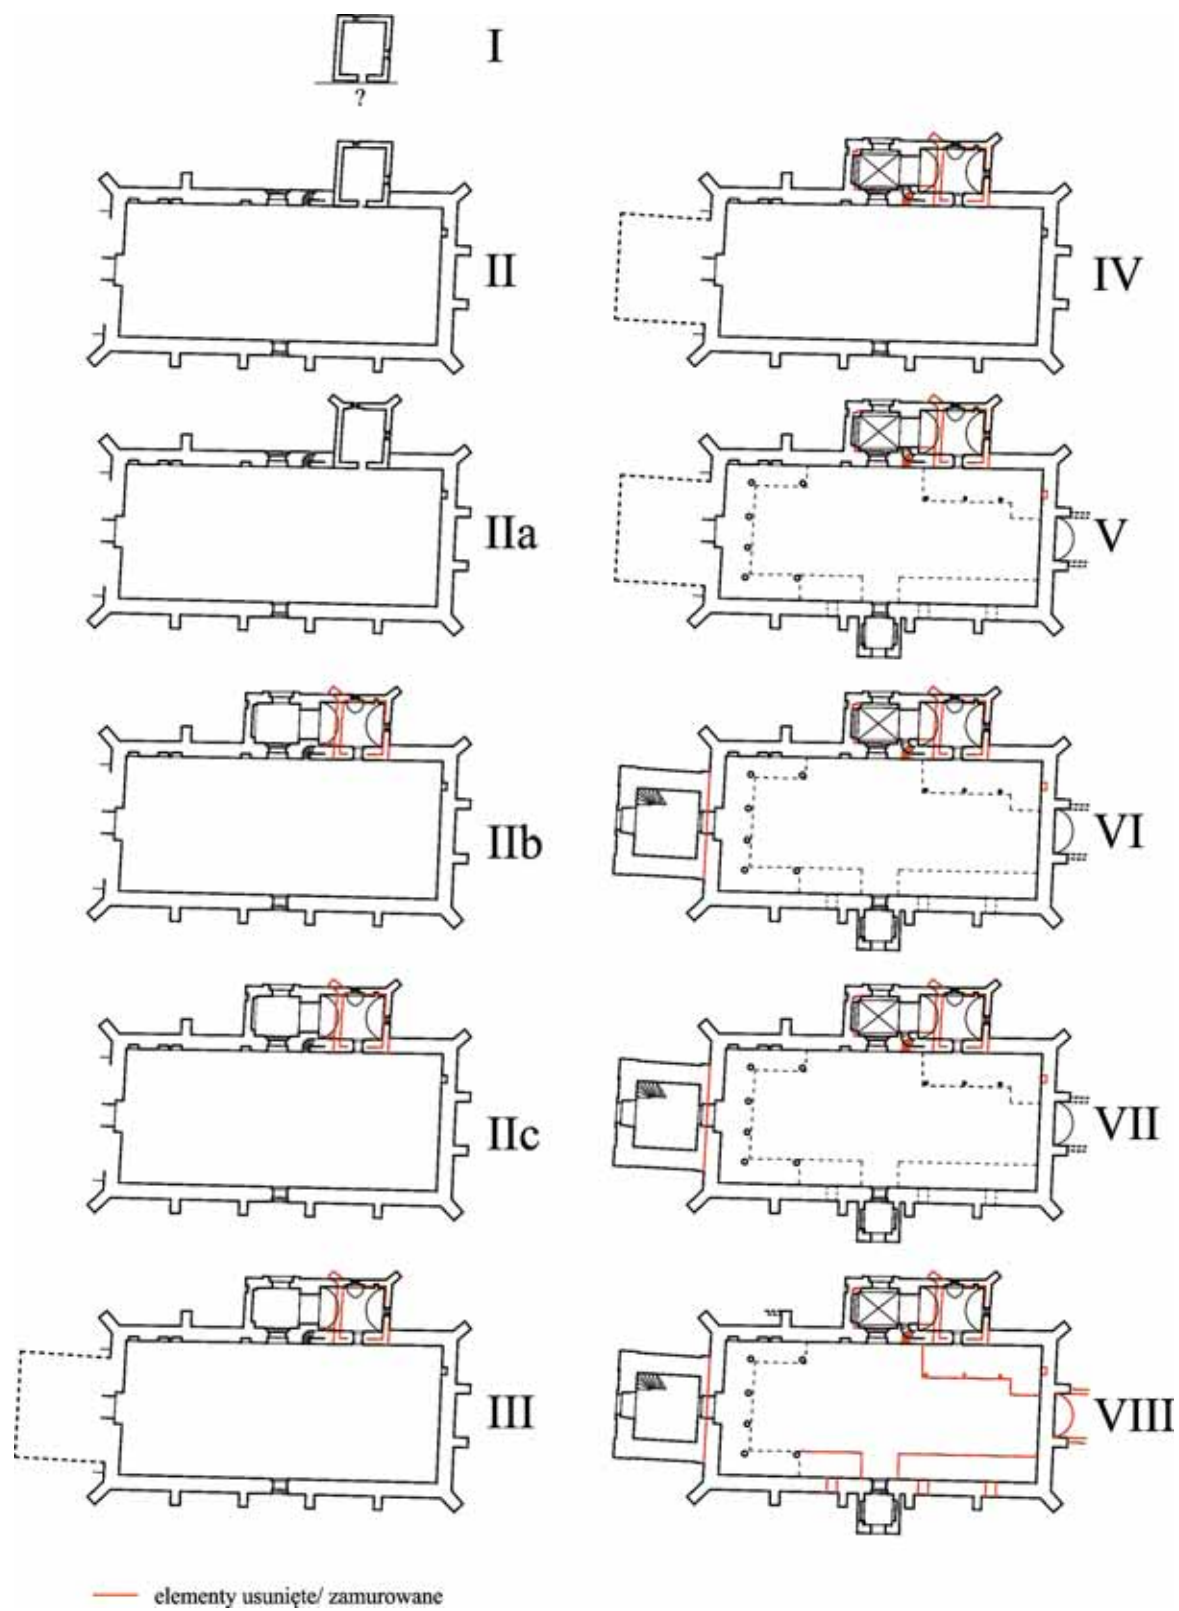 I
?
II
IIa
IIb
IIc
III
IV
V
VI
VII
VIII
elementy usunięte/ zamurowane